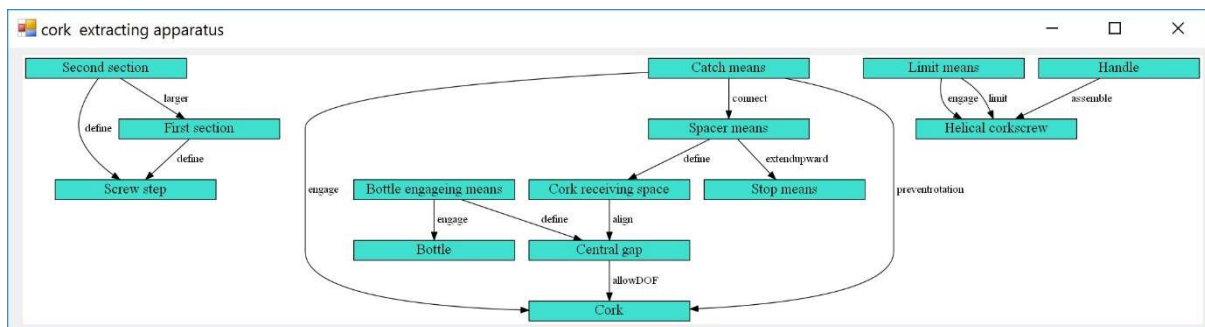 cork extracting apparatus
Second section
Catch means
Limit means
Handle
larger
connect
engage
limit
assemble
define
First section
Spacer means
Helical corkscrew
define
define
extendupward
Screw step
engage
Bottle engageing means
Cork receiving space
Stop means
preventrotation
engage
define
align
Bottle
Central gap
allowDOF
Cork